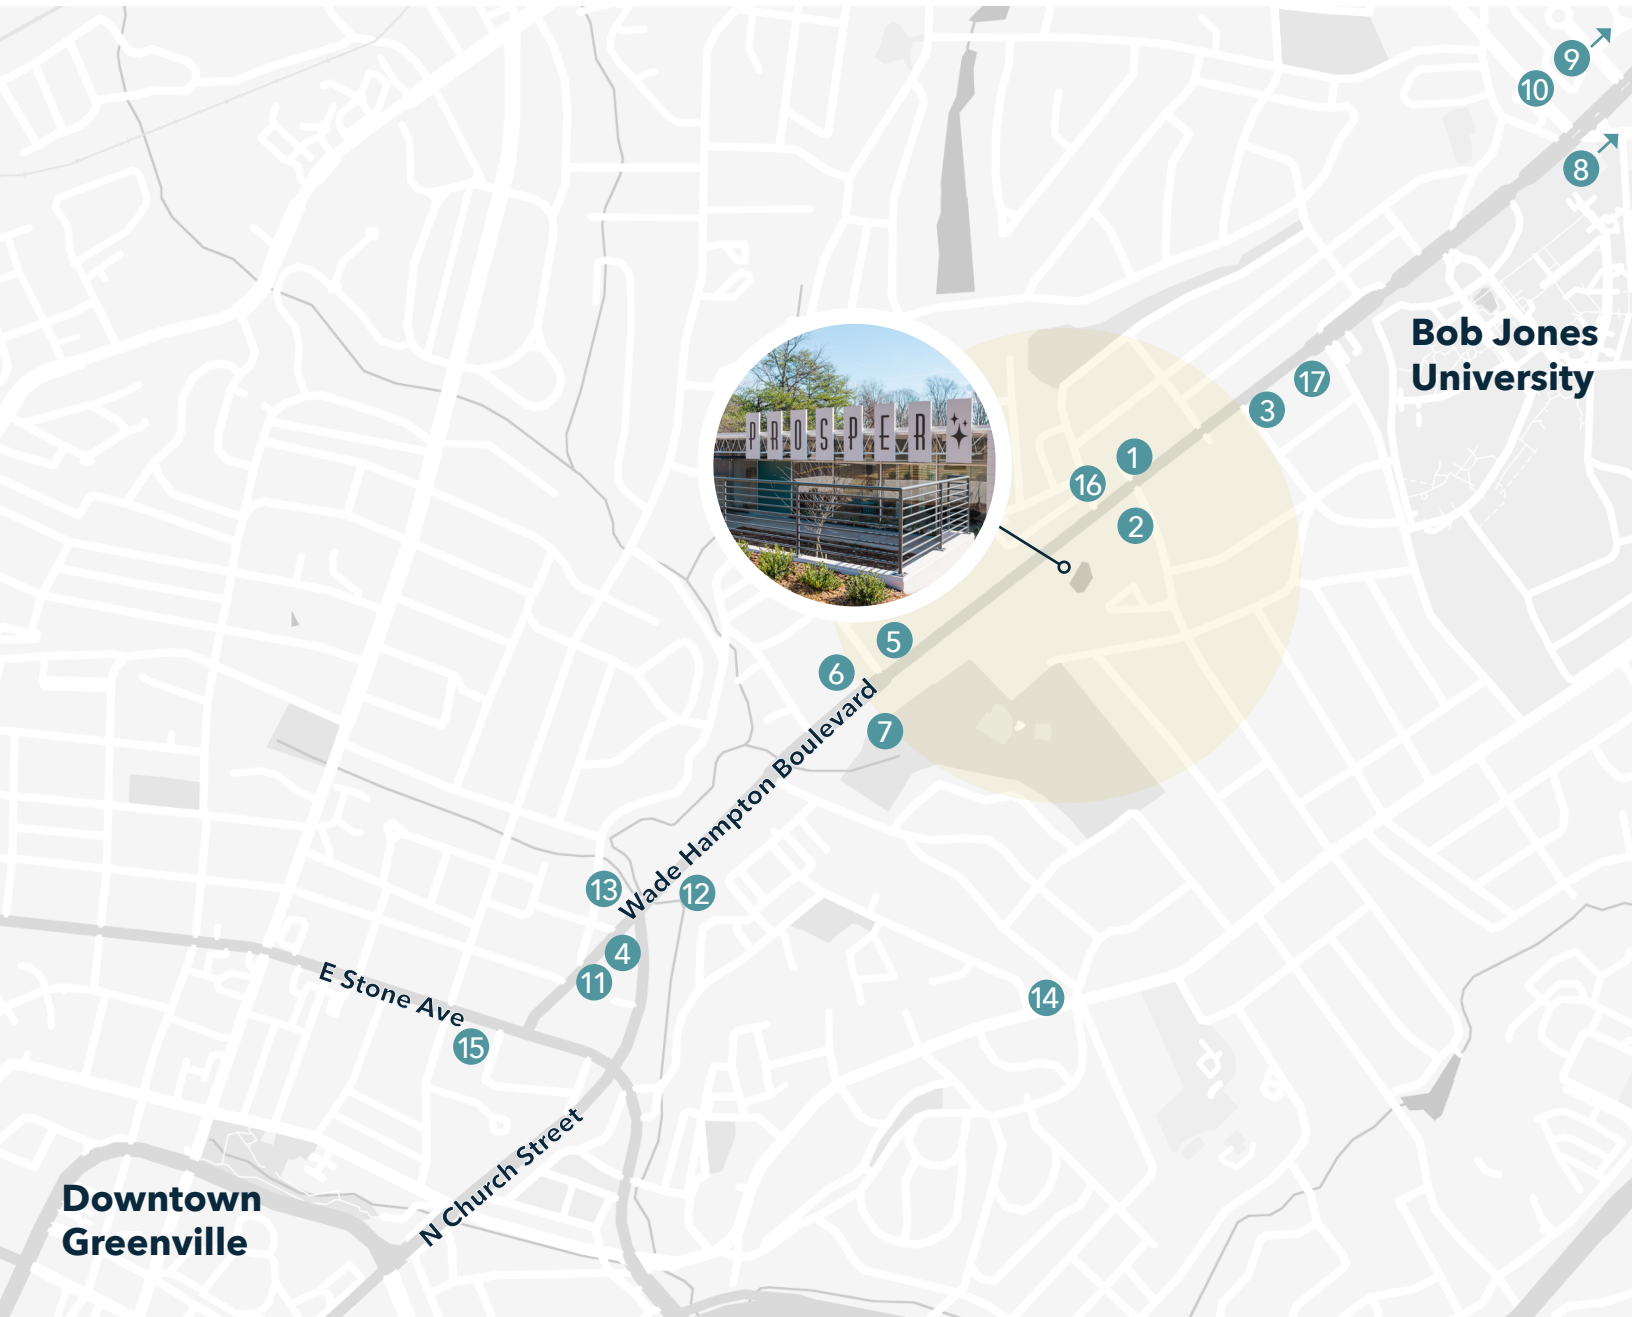 9
10
8
Bob Jones
University
17
3
PROSPER
1
16
2
5
6
7
Wade Hampton Boulevard
13
12
4
11
E Stone Ave
14
15
N Church Street
Downtown
Greenville